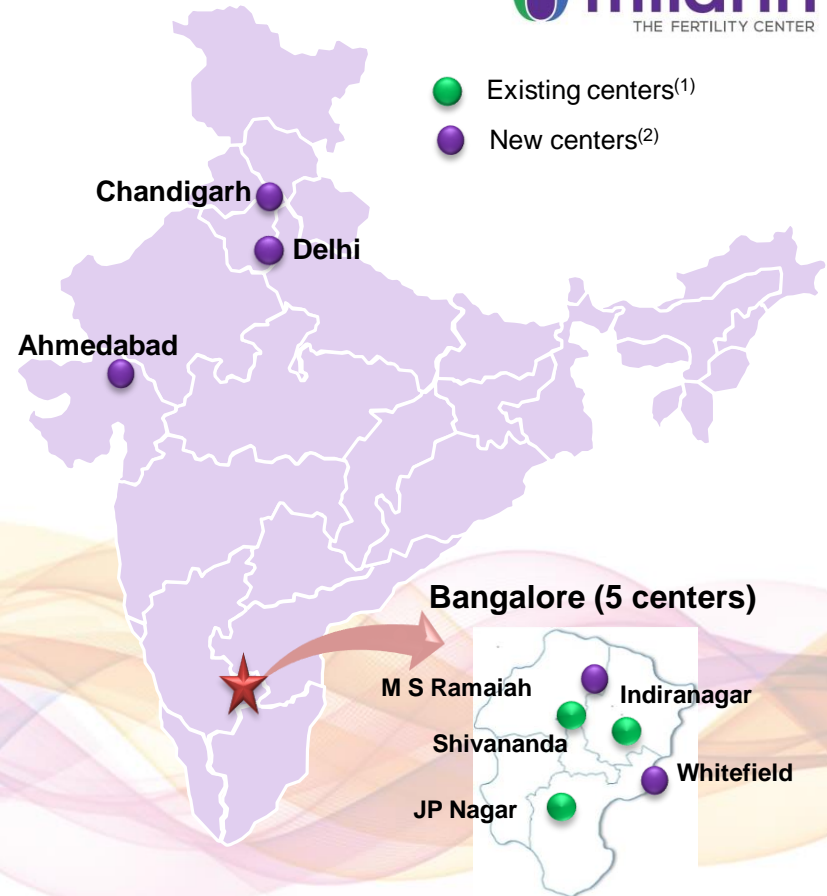 THE FERTILITY CENTER
Existing centers(1)
New centers(2)
Chandigarh
Delhi
Ahmedabad
Bangalore (5 centers)
M S Ramaiah
Indiranagar
Shivananda
Whitefield
JP Nagar